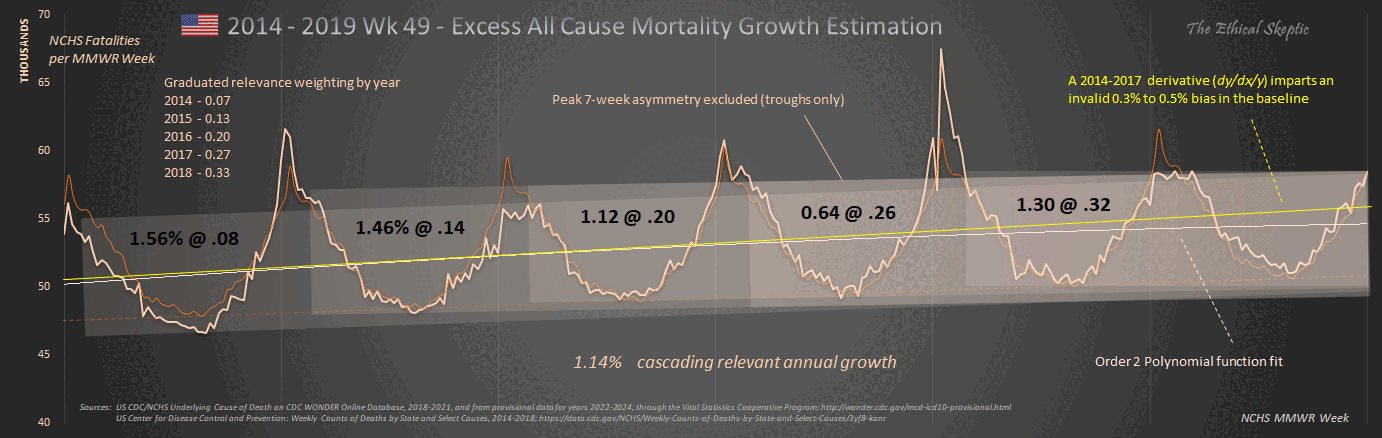 2014 - 2019 Wk 49 - Excess All Cause Mortality Growth Estimation
The Ethical Skeptic
THOUSANDS
70
65
60
55
50
45
40
NCHS Fatalities
per MMWR Week
Graduated relevance weighting by year
2014 - 0.07
2015 - 0.13
2016 - 0.20
2017 - 0.27
2018 - 0.33
Peak 7-week asymmetry excluded (troughs only)
A 2014-2017 derivative (dy/dx/y) imparts an
invalid 0.3% to 0.5% bias in the baseline
1.56% @ .08
1.46% @ .14
1.12 @ .20
0.64 @ .26
1.30 @ .32
1.14% cascading relevant annual growth
Order 2 Polynomial function fit
Sources: US CDC/NCHS Underlying Cause of Death on CDC WONDER Online Database, 2018-2021, and from provisional data for years 2022-2024, through the Vital Statistics Cooperative Program; http://wonder.cdc.gov/mcd-icd10-provisional.html
US Center for Disease Control and Prevention: Weekly Counts of Deaths by State and Select Causes, 2014-2018; https://data.cdc.gov/NCHS/Weekly-Counts-of-Deaths-by-State-and-Select-Causes/3yf8-kanr
NCHS MMWR Week